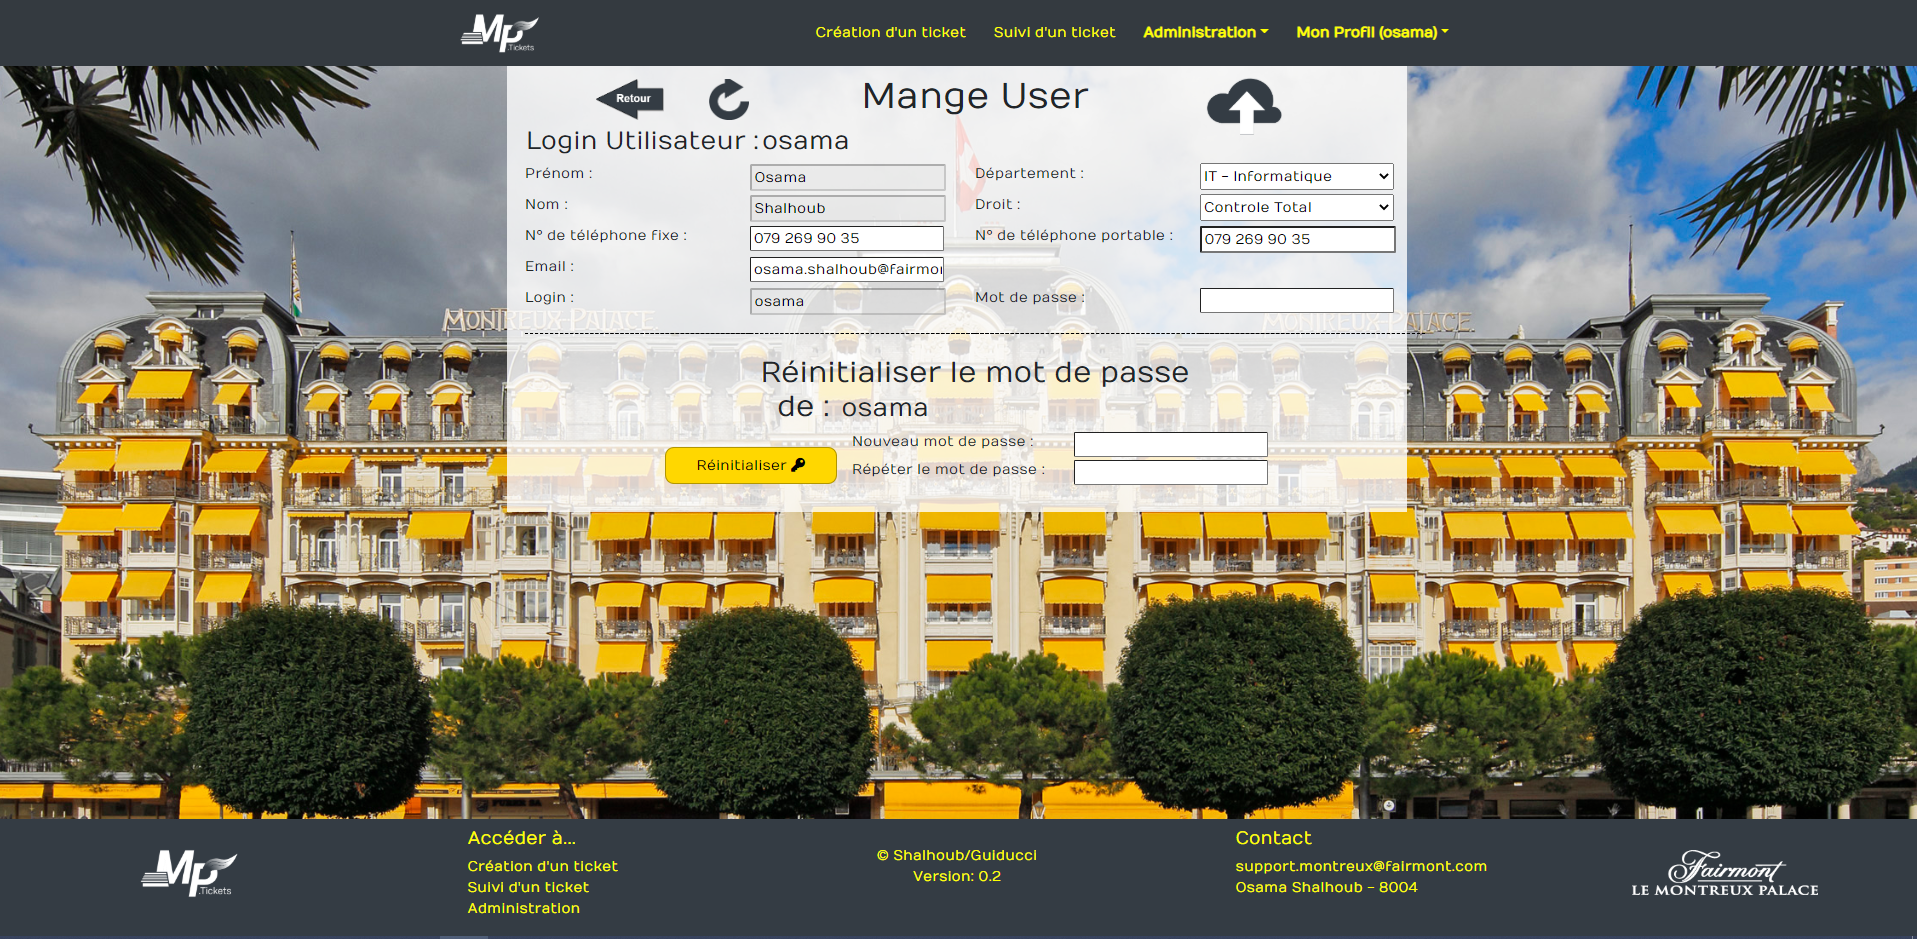 Mp
.Tickets
Création d'un ticket
Suivi d'un ticket
Administration
Mon Profil (osama)
Retour
Mange User
Login Utilisateur :osama
Prénom :
Osama
Département :
IT - Informatique
Nom :
Shalhoub
Droit :
Controle Total
N° de téléphone fixe :
079 269 90 35
N° de téléphone portable :
079 269 90 35
Email :
osama.shalhoub@fairmo
Login :
osama
Mot de passe :
MONTREUX-PALACE
MONTREUX-PALACE
Réinitialiser le mot de passe
de : osama
Nouveau mot de passe :
Réinitialiser
Répéter le mot de passe :
Mp
.Tickets
Accéder à...
Création d'un ticket
Suivi d'un ticket
Administration
© Shalhoub/Guiducci
Version: 0.2
Contact
support.montreux@fairmont.com
Osama Shalhoub - 8004
Fairmont
LE MONTREUX PALACE